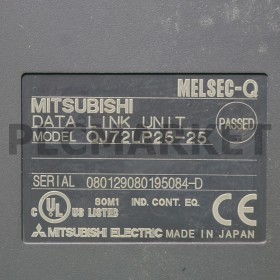 MELSEC-Q
MITSUBISHI
DATA LINK UNIT
PASSED
MODEL QJ72LP25-25
PLCMARKET
SERIAL 080129080195084-D
80M1 IND. CONT. EQ.
C UL US LISTED
CE
MITSUBISHI ELECTRIC MADE IN JAPAN